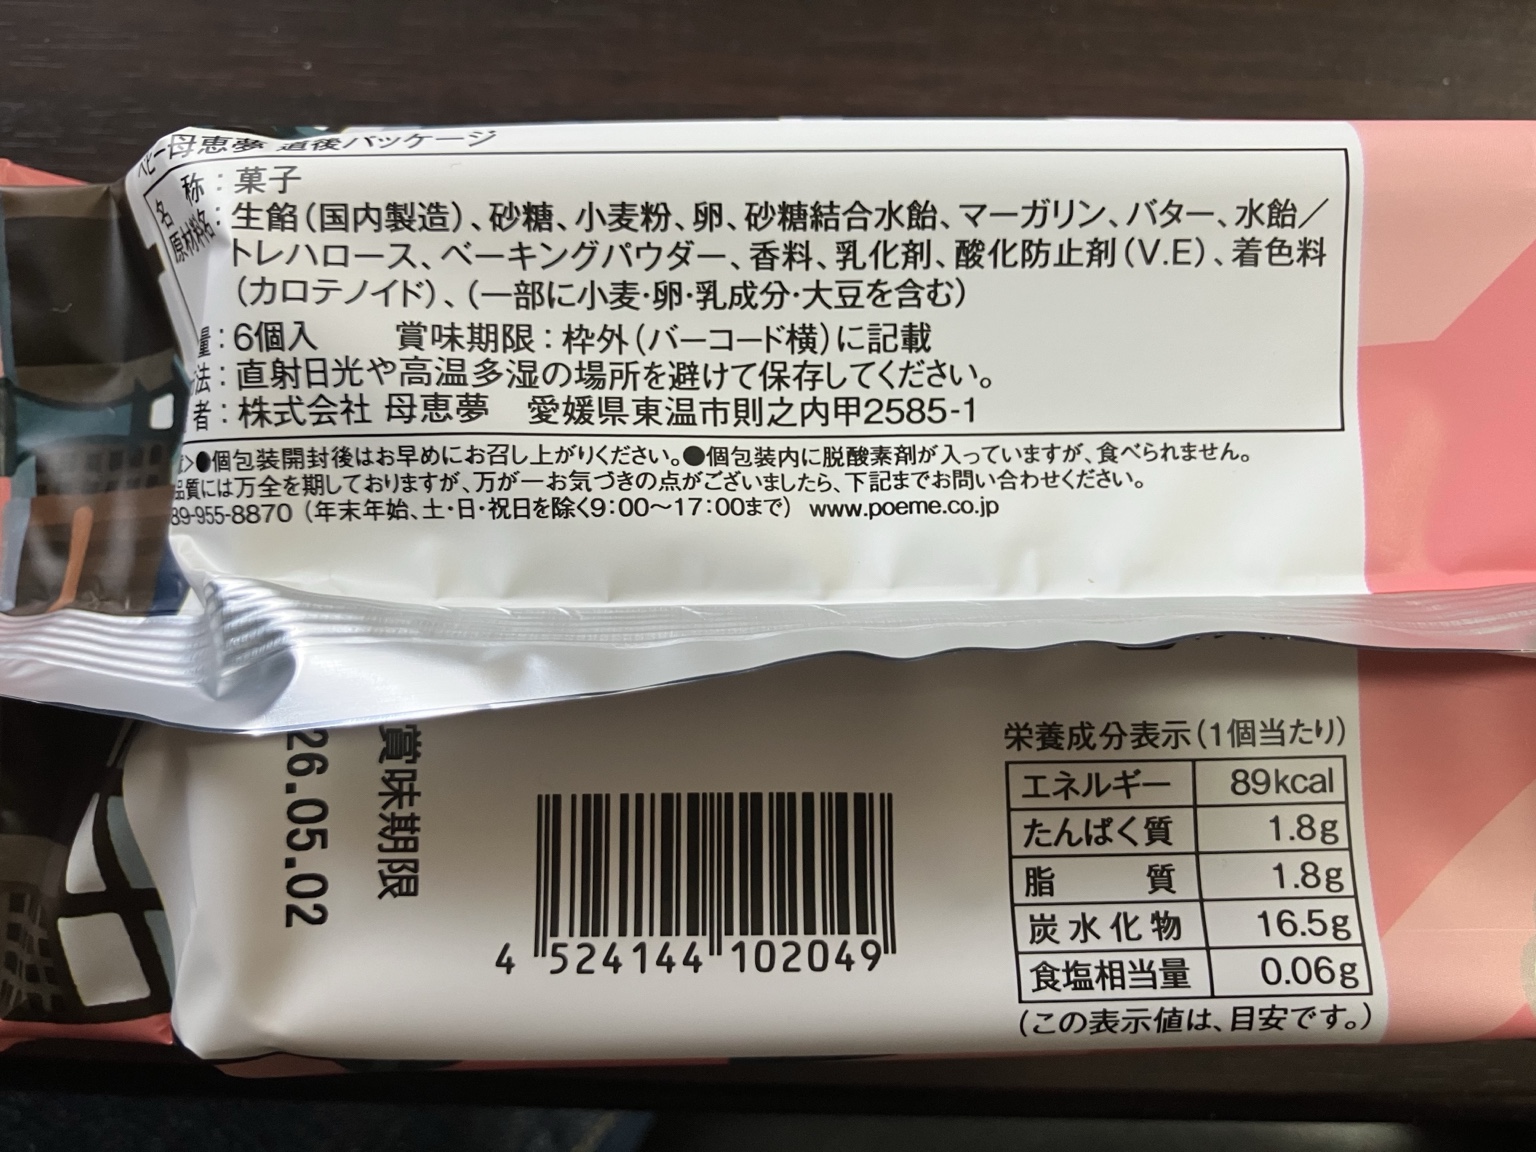 ベビー母恵夢 道後パッケージ
名　称：菓子
原材料名：生餡(国内製造)、砂糖、小麦粉、卵、砂糖結合水飴、マーガリン、バター、水飴／
トレハロース、ベーキングパウダー、香料、乳化剤、酸化防止剤(V.E)、着色料
(カロテノイド)、(一部に小麦・卵・乳成分・大豆を含む)
量：6個入　賞味期限：枠外(バーコード横)に記載
法：直射日光や高温多湿の場所を避けて保存してください。
者：株式会社 母恵夢　愛媛県東温市則之内甲2585-1
>●個包装開封後はお早めにお召し上がりください。●個包装内に脱酸素剤が入っていますが、食べられません。
品質には万全を期しておりますが、万が一お気づきの点がございましたら、下記までお問い合わせください。
89-955-8870 (年末年始、土・日・祝日を除く9:00〜17:00まで) www.poeme.co.jp
賞味期限
26.05.02
4 524144 102049
栄養成分表示(1個当たり)
エネルギー 89kcal
たんぱく質 1.8g
脂　質 1.8g
炭水化物 16.5g
食塩相当量 0.06g
(この表示値は、目安です。)